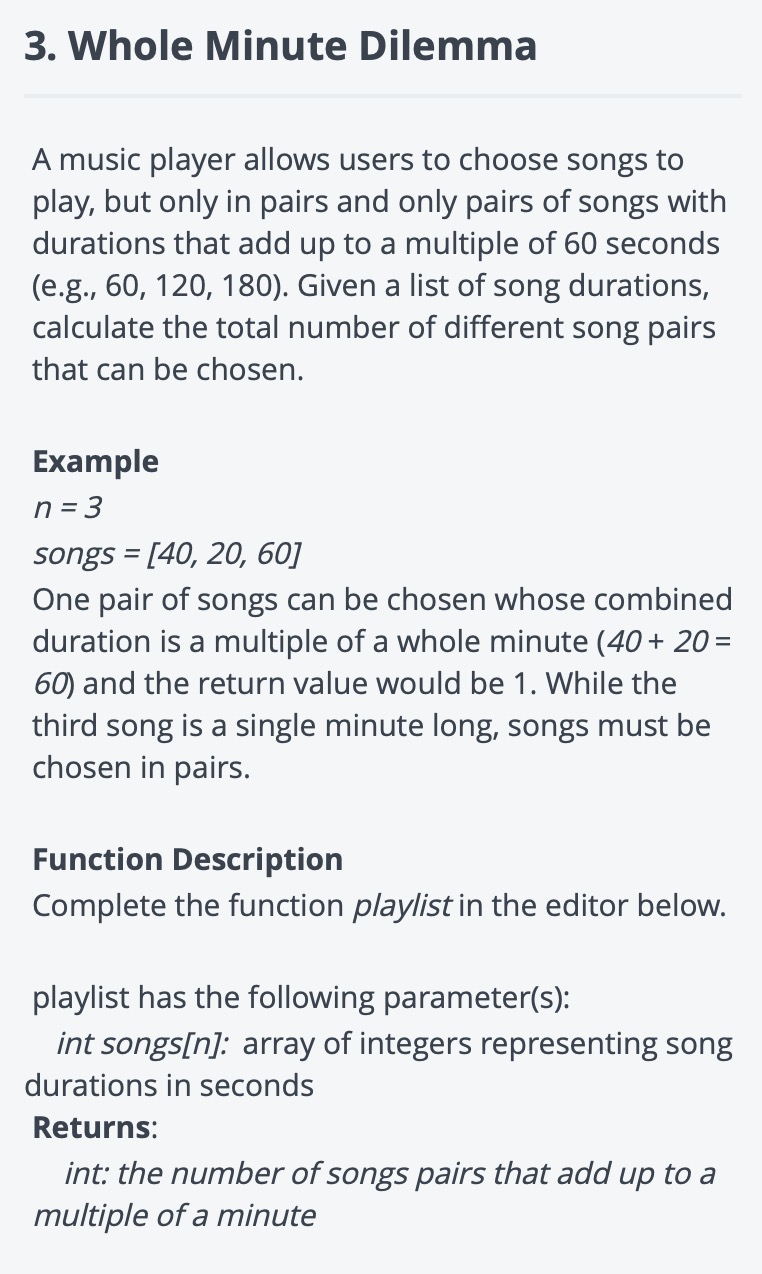 3. Whole Minute Dilemma
A music player allows users to choose songs to
play, but only in pairs and only pairs of songs with
durations that add up to a multiple of 60 seconds
(e.g., 60, 120, 180). Given a list of song durations,
calculate the total number of different song pairs
that can be chosen.
Example
n = 3
songs = [40, 20, 60]
One pair of songs can be chosen whose combined
duration is a multiple of a whole minute (40 + 20 =
60) and the return value would be 1. While the
third song is a single minute long, songs must be
chosen in pairs.
Function Description
Complete the function playlist in the editor below.
playlist has the following parameter(s):
int songs[n]: array of integers representing song
durations in seconds
Returns:
int: the number of songs pairs that add up to a
multiple of a minute